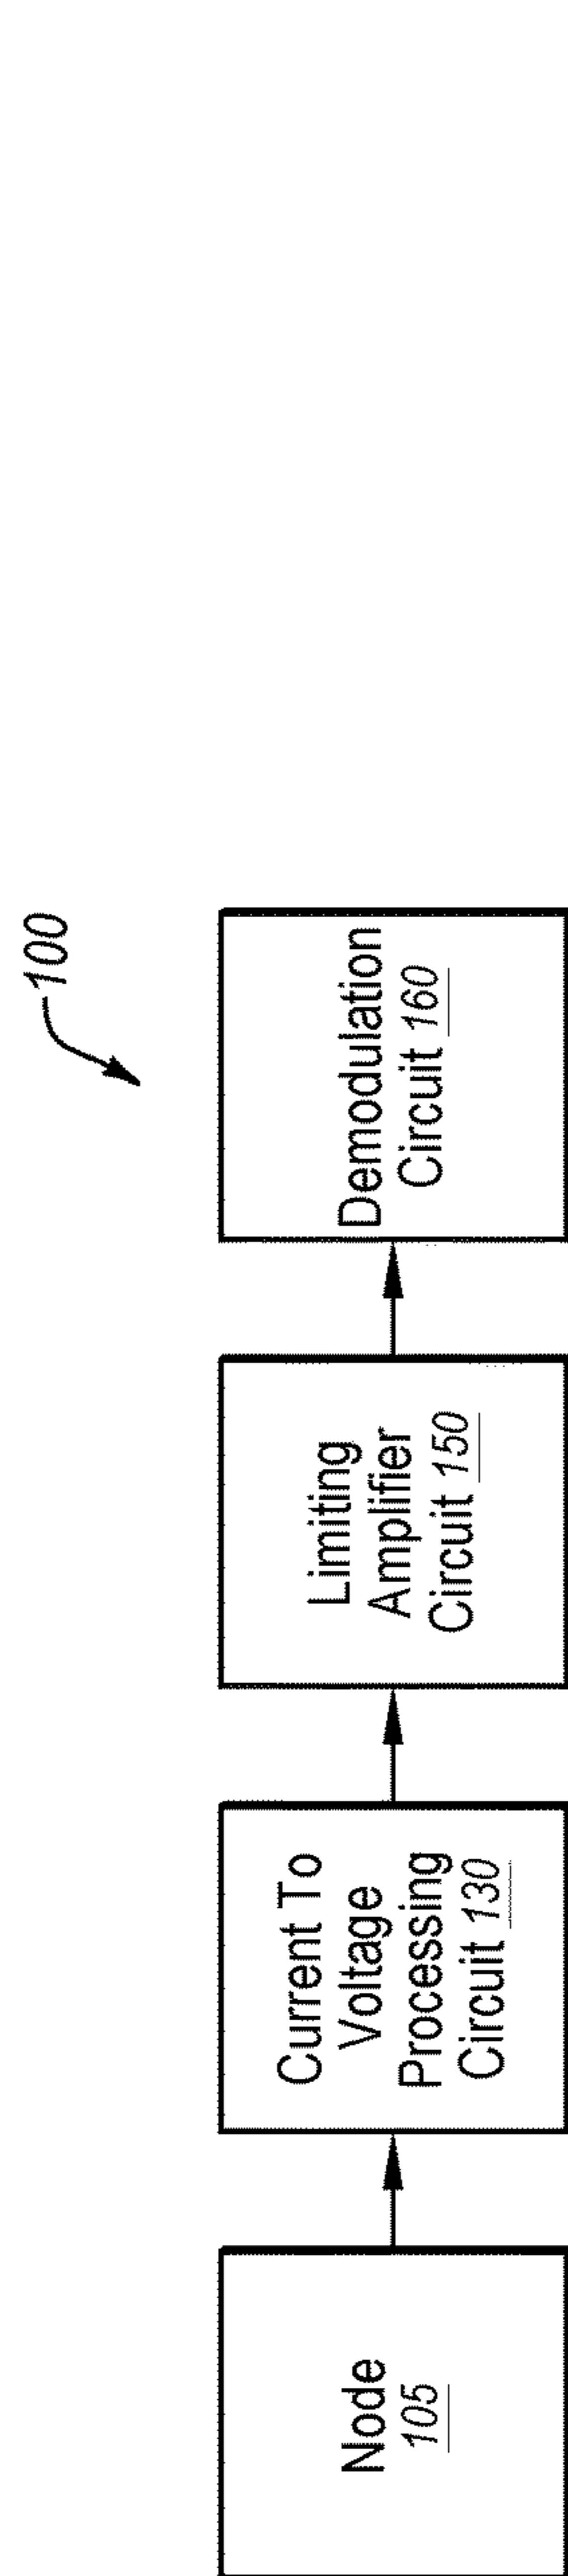 100
Node
105
Current To
Voltage
Processing
Circuit 130
Limiting
Amplifier
Circuit 150
Demodulation
Circuit 160